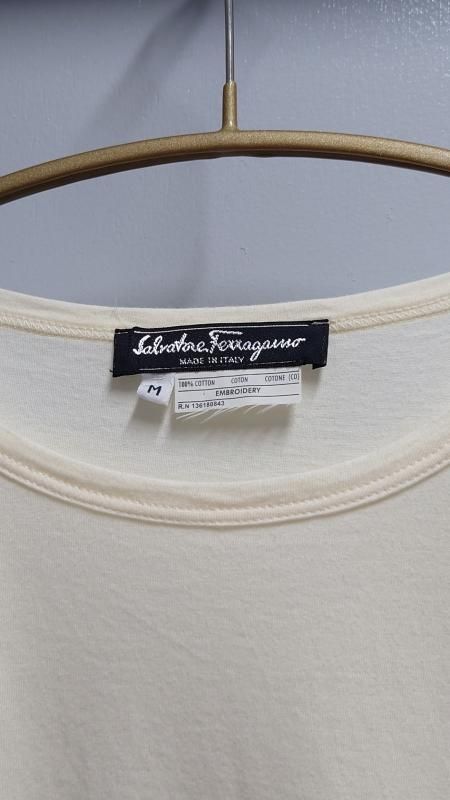 Salvatore Ferragamo
MADE IN ITALY
M
100% COTTON COTON COTONE (CO)
EMBROIDERY
R.N 136180843